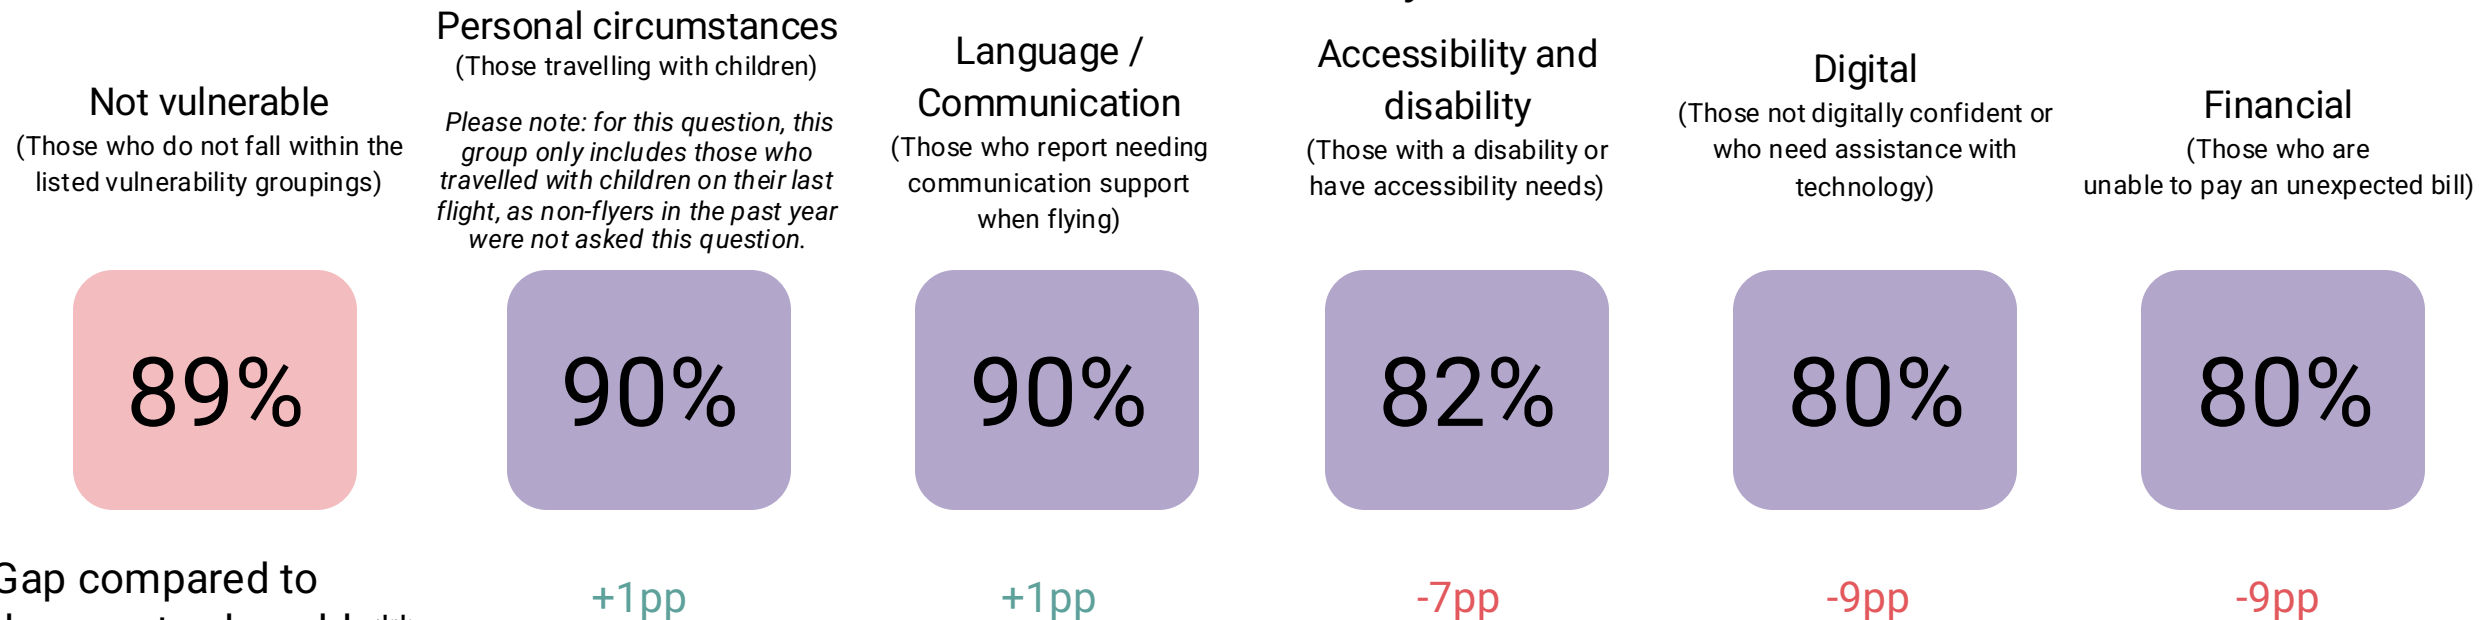 Not vulnerable
(Those who do not fall within the
listed vulnerability groupings)
Personal circumstances
(Those travelling with children)
Please note: for this question, this
group only includes those who
travelled with children on their last
flight, as non-flyers in the past year
were not asked this question.
Language /
Communication
(Those who report needing
communication support
when flying)
Accessibility and
disability
(Those with a disability or
have accessibility needs)
Digital
(Those not digitally confident or
who need assistance with
technology)
Financial
(Those who are
unable to pay an unexpected bill)
89%
90%
90%
82%
80%
80%
Gap compared to
+1pp
+1pp
-7pp
-9pp
-9pp